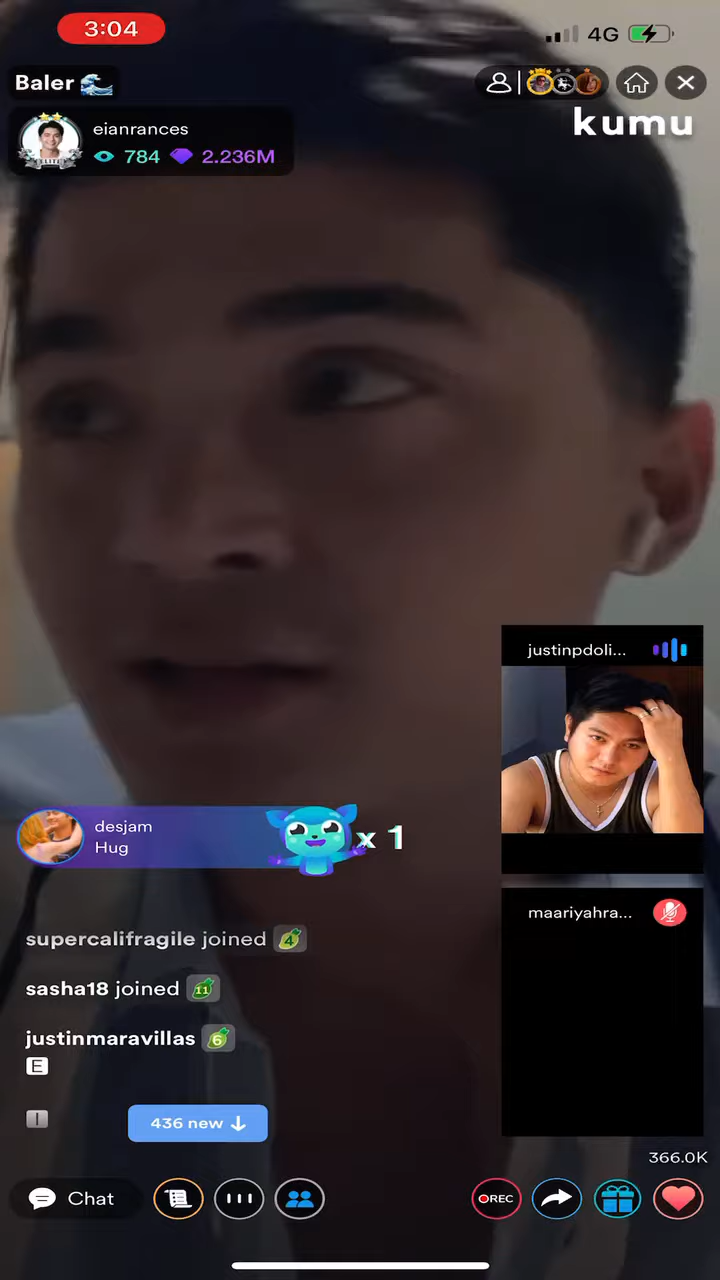 3:04
4G
Baler
kumu
eianrances
784 2.236M
ELITE
justinpdoli...
desjam
Hug
x 1
maariyahra...
supercalifragile joined 4
sasha18 joined 11
justinmaravillas 6
E
I
436 new
366.0K
Chat
REC